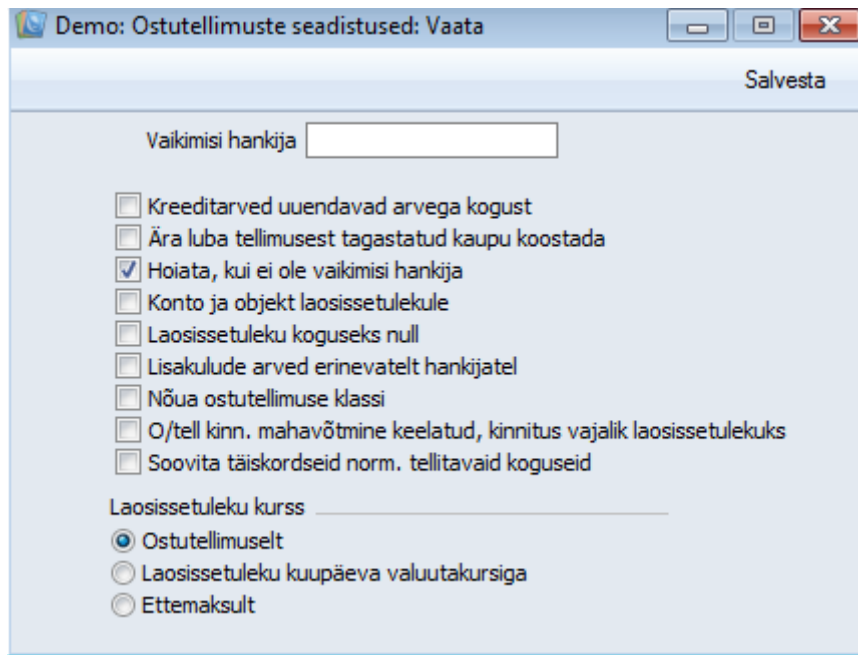 Demo: Ostutellimuste seadistused: Vaata
Salvesta
Vaikimisi hankija
Kreeditarved uuendavad arvega kogust
Ära luba tellimusest tagastatud kaupu koostada
Hoiata, kui ei ole vaikimisi hankija
Konto ja objekt laosissetulekule
Laosissetuleku koguseks null
Lisakulude arved erinevatelt hankijatel
Nõua ostutellimuse klassi
O/tell kinn. mahavõtmine keelatud, kinnitus vajalik laosissetulekuks
Soovita täiskordseid norm. tellitavaid koguseid
Laosissetuleku kurss
Ostutellimuselt
Laosissetuleku kuupäeva valuutakursiga
Ettemaksult